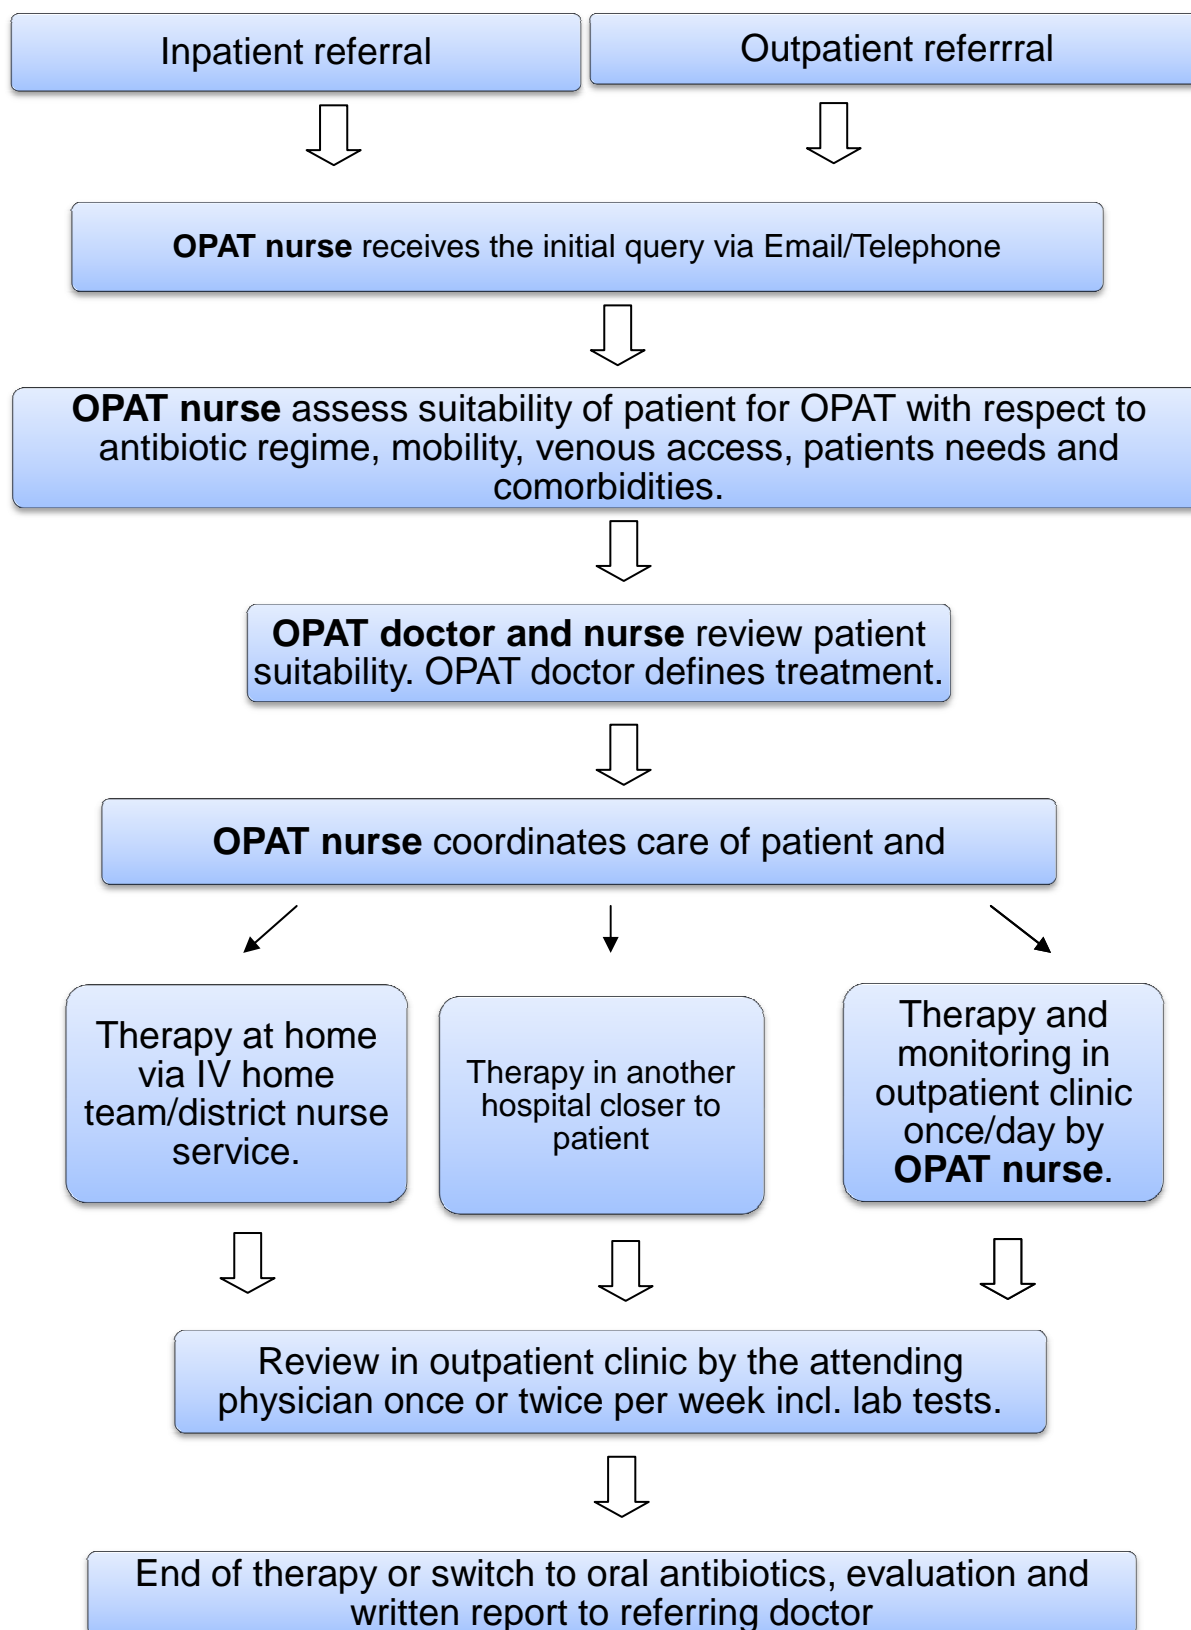 Inpatient referral
Outpatient referrral
OPAT nurse receives the initial query via Email/Telephone
OPAT nurse assess suitability of patient for OPAT with respect to
antibiotic regime, mobility, venous access, patients needs and
comorbidities.
OPAT doctor and nurse review patient
suitability. OPAT doctor defines treatment.
OPAT nurse coordinates care of patient and
Therapy at home
via IV home
team/district nurse
service.
Therapy in another
hospital closer to
patient
Therapy and
monitoring in
outpatient clinic
once/day by
OPAT nurse.
Review in outpatient clinic by the attending
physician once or twice per week incl. lab tests.
End of therapy or switch to oral antibiotics, evaluation and
written report to referring doctor